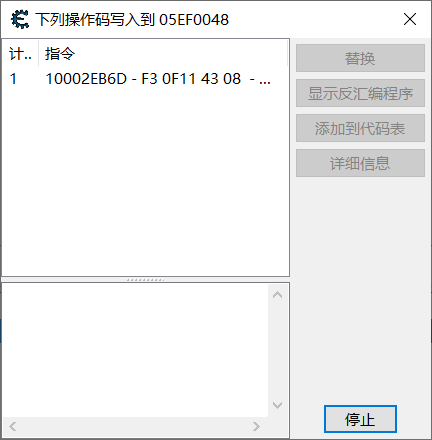 下列操作码写入到 05EF0048
计.. 指令
1 10002EB6D - F3 0F11 43 08 - ...
替换
显示反汇编程序
添加到代码表
详细信息
停止